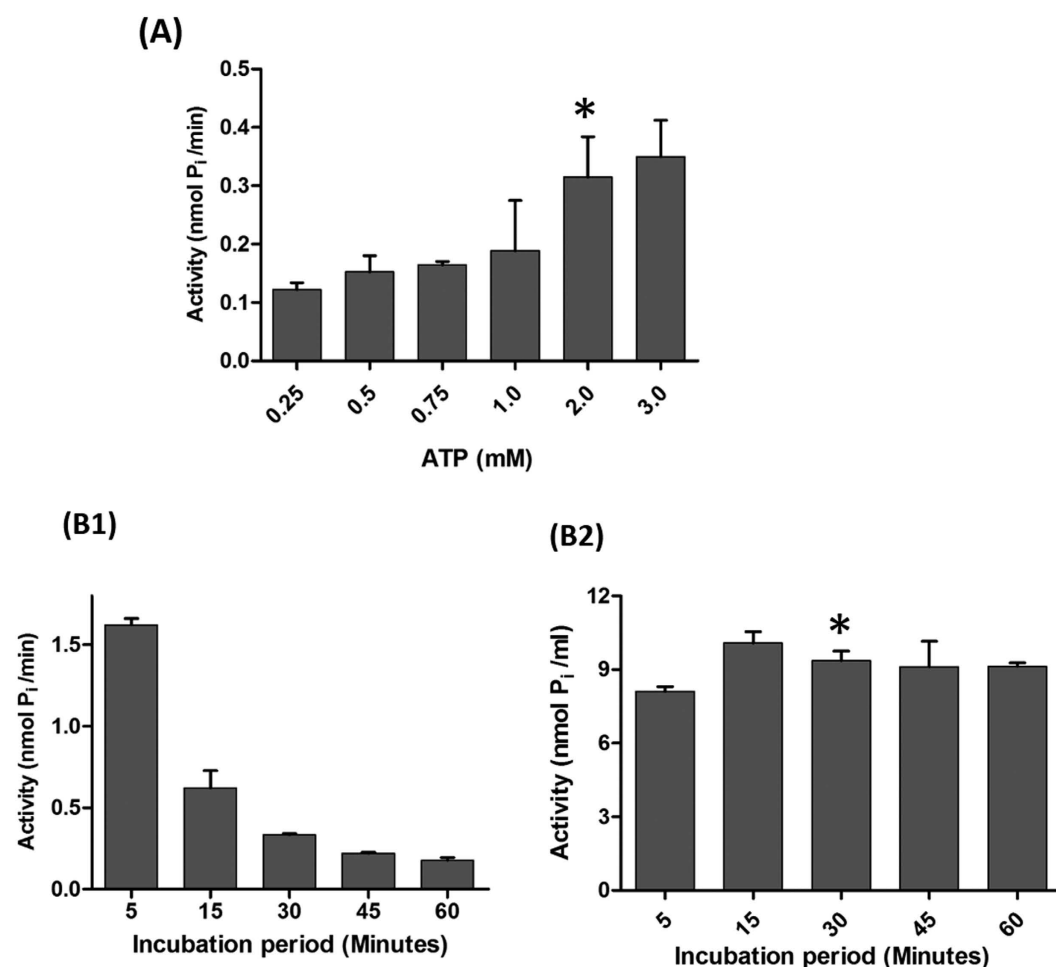 (A)
Activity (nmol Pi /min)
0.5
0.4
0.3
0.2
0.1
0.0
*
0.25 0.5 0.75 1.0 2.0 3.0
ATP (mM)
(B1)
Activity (nmol Pi /min)
1.5
1.0
0.5
0.0
5 15 30 45 60
Incubation period (Minutes)
(B2)
Activity (nmol Pi /ml)
12
9
6
3
0
*
5 15 30 45 60
Incubation period (Minutes)